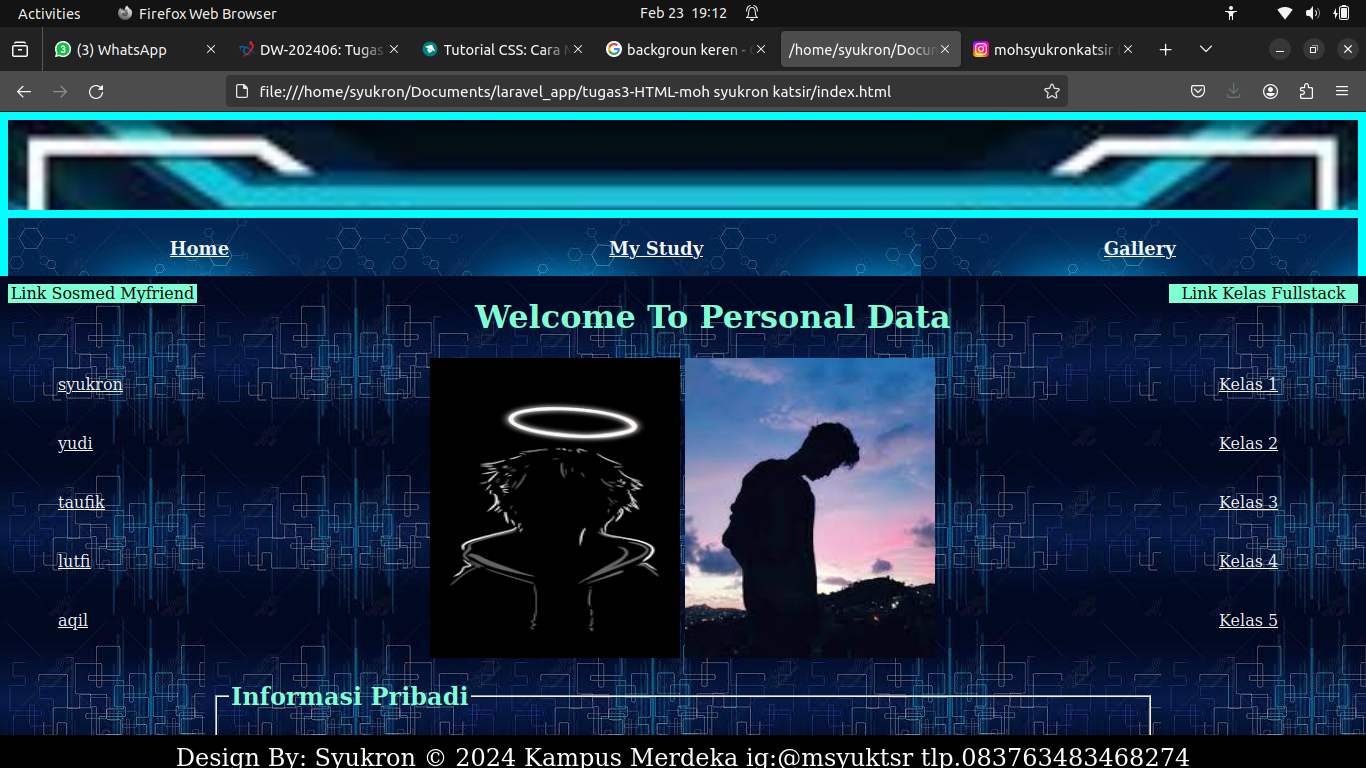 Activities Firefox Web Browser Feb 23 19:12
(3) WhatsApp DW-202406: Tugas Tutorial CSS: Cara backgroun keren - /home/syukron/Docu mohsyukronkatsir
file:///home/syukron/Documents/laravel_app/tugas3-HTML-moh syukron katsir/index.html
Home My Study Gallery
Link Sosmed Myfriend Link Kelas Fullstack
Welcome To Personal Data
syukron Kelas 1
yudi Kelas 2
taufik Kelas 3
lutfi Kelas 4
aqil Kelas 5
Informasi Pribadi
Design By: Syukron © 2024 Kampus Merdeka ig:@msyuktsr tlp.083763483468274